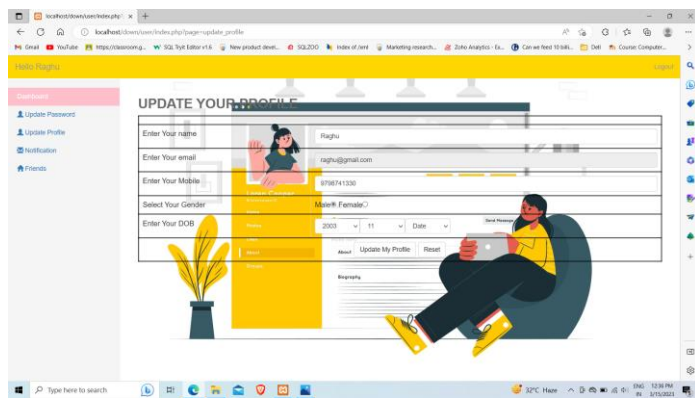 localhost/down/user/index.php?
localhost/down/user/index.php?page=update_profile
Gmail YouTube https://classroom.g... SQL Tryit Editor v1.6 New product devel... SQLZOO Index of /xml Marketing research... Zoho Analytics - Ex... Can we feed 10 billi... Dell Course: Computer...
Hello Raghu Logout
Dashboard
UPDATE YOUR PROFILE
Update Password
Update Profile
Notification
Friends
Enter Your name Raghu
Enter Your email raghu@gmail.com
Enter Your Mobile 9798741330
Select Your Gender Male Female
Enter Your DOB 2003 11 Date
Send Message
About
About Update My Profile Reset
Biography
Type here to search
32°C Haze ENG 12:36 PM
IN 3/15/2023